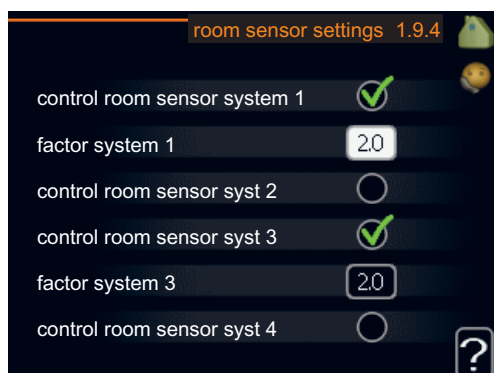 room sensor settings 1.9.4
control room sensor system 1
factor system 1 2.0
control room sensor syst 2
control room sensor syst 3
factor system 3 2.0
control room sensor syst 4
?